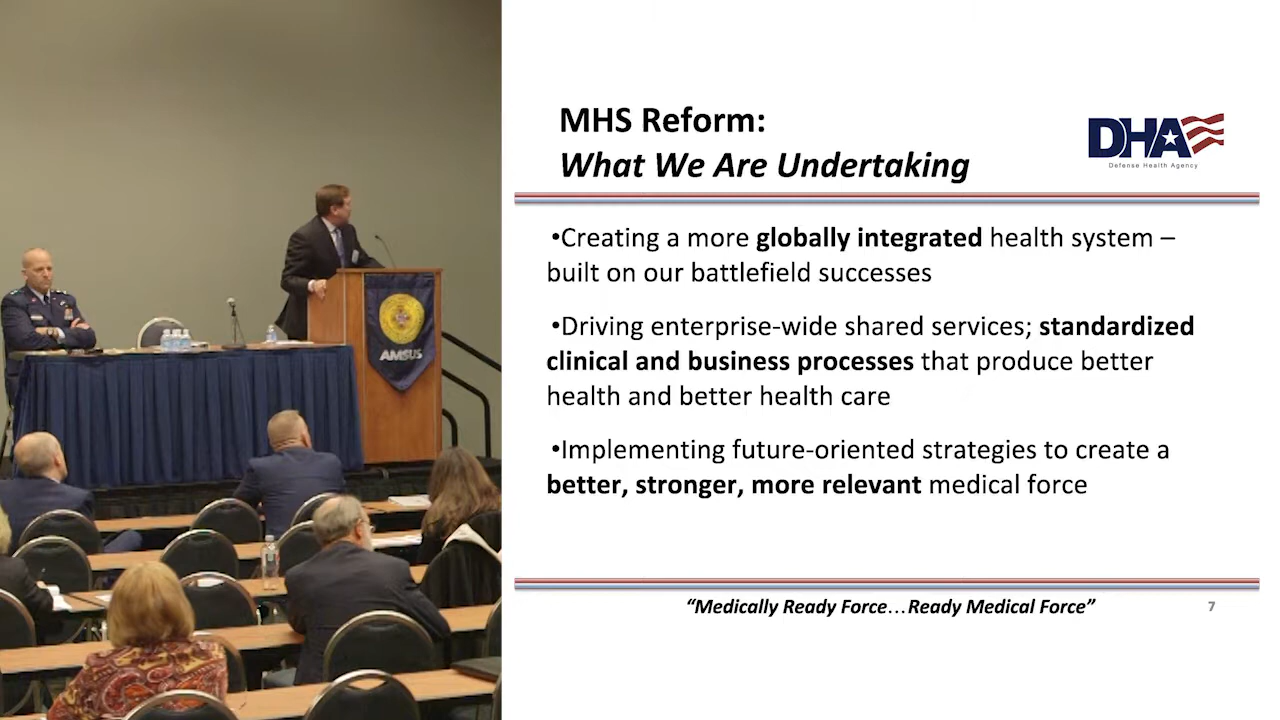 MHS Reform:
What We Are Undertaking
DHA
Defense Health Agency
•Creating a more globally integrated health system –
built on our battlefield successes
•Driving enterprise-wide shared services; standardized
clinical and business processes that produce better
health and better health care
•Implementing future-oriented strategies to create a
better, stronger, more relevant medical force
“Medically Ready Force…Ready Medical Force”
7
AMSUS